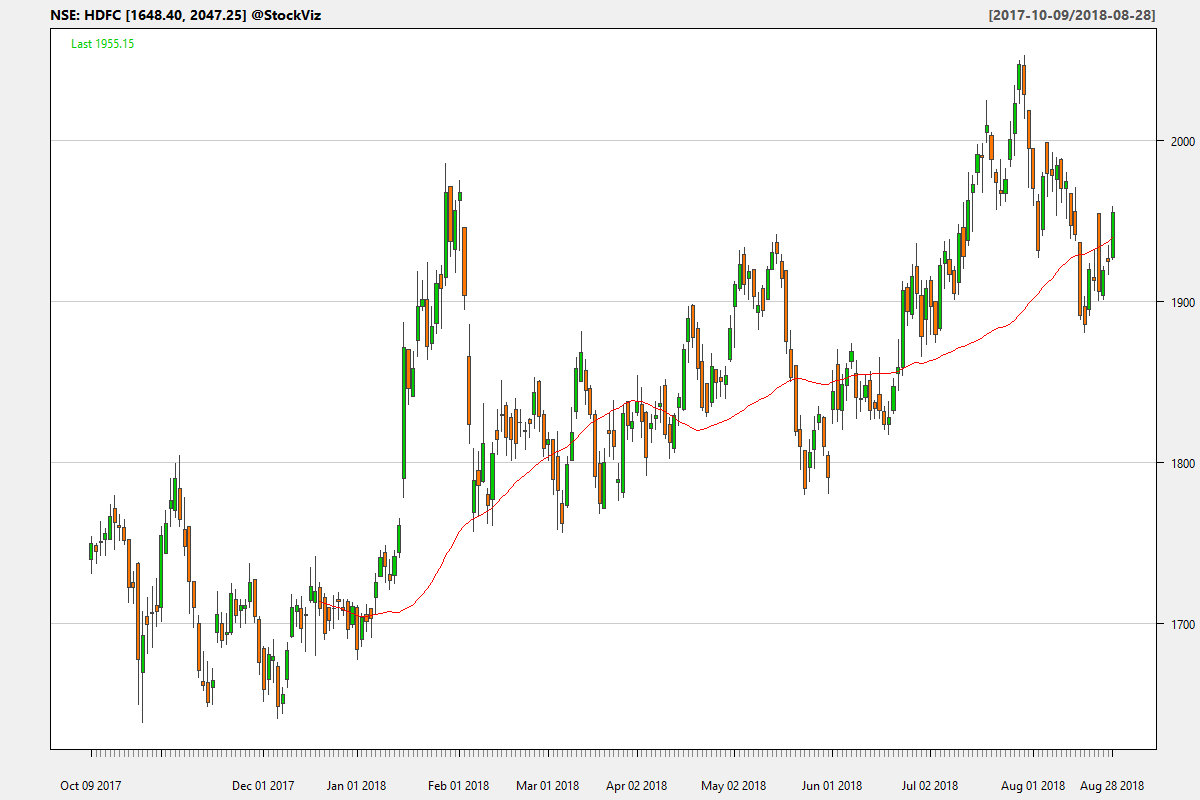 NSE: HDFC [1648.40, 2047.25] @StockViz
[2017-10-09/2018-08-28]
Last 1955.15
2000
1900
1800
1700
Oct 09 2017 Dec 01 2017 Jan 01 2018 Feb 01 2018 Mar 01 2018 Apr 02 2018 May 02 2018 Jun 01 2018 Jul 02 2018 Aug 01 2018 Aug 28 2018